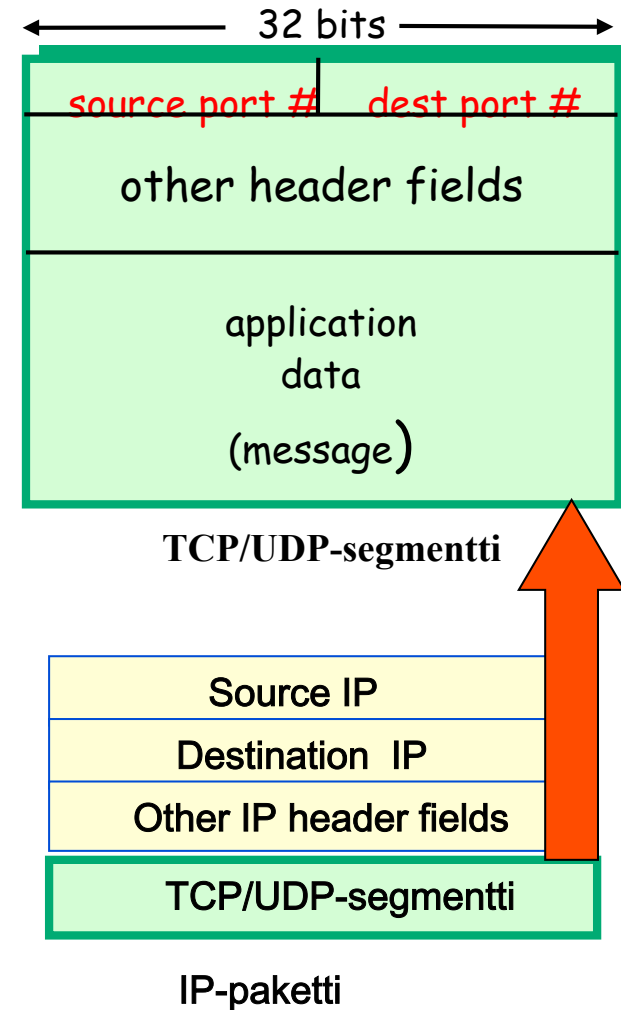 32 bits
source port # dest port #
other header fields
application
data
(message)
TCP/UDP-segmentti
Source IP
Destination IP
Other IP header fields
TCP/UDP-segmentti
IP-paketti